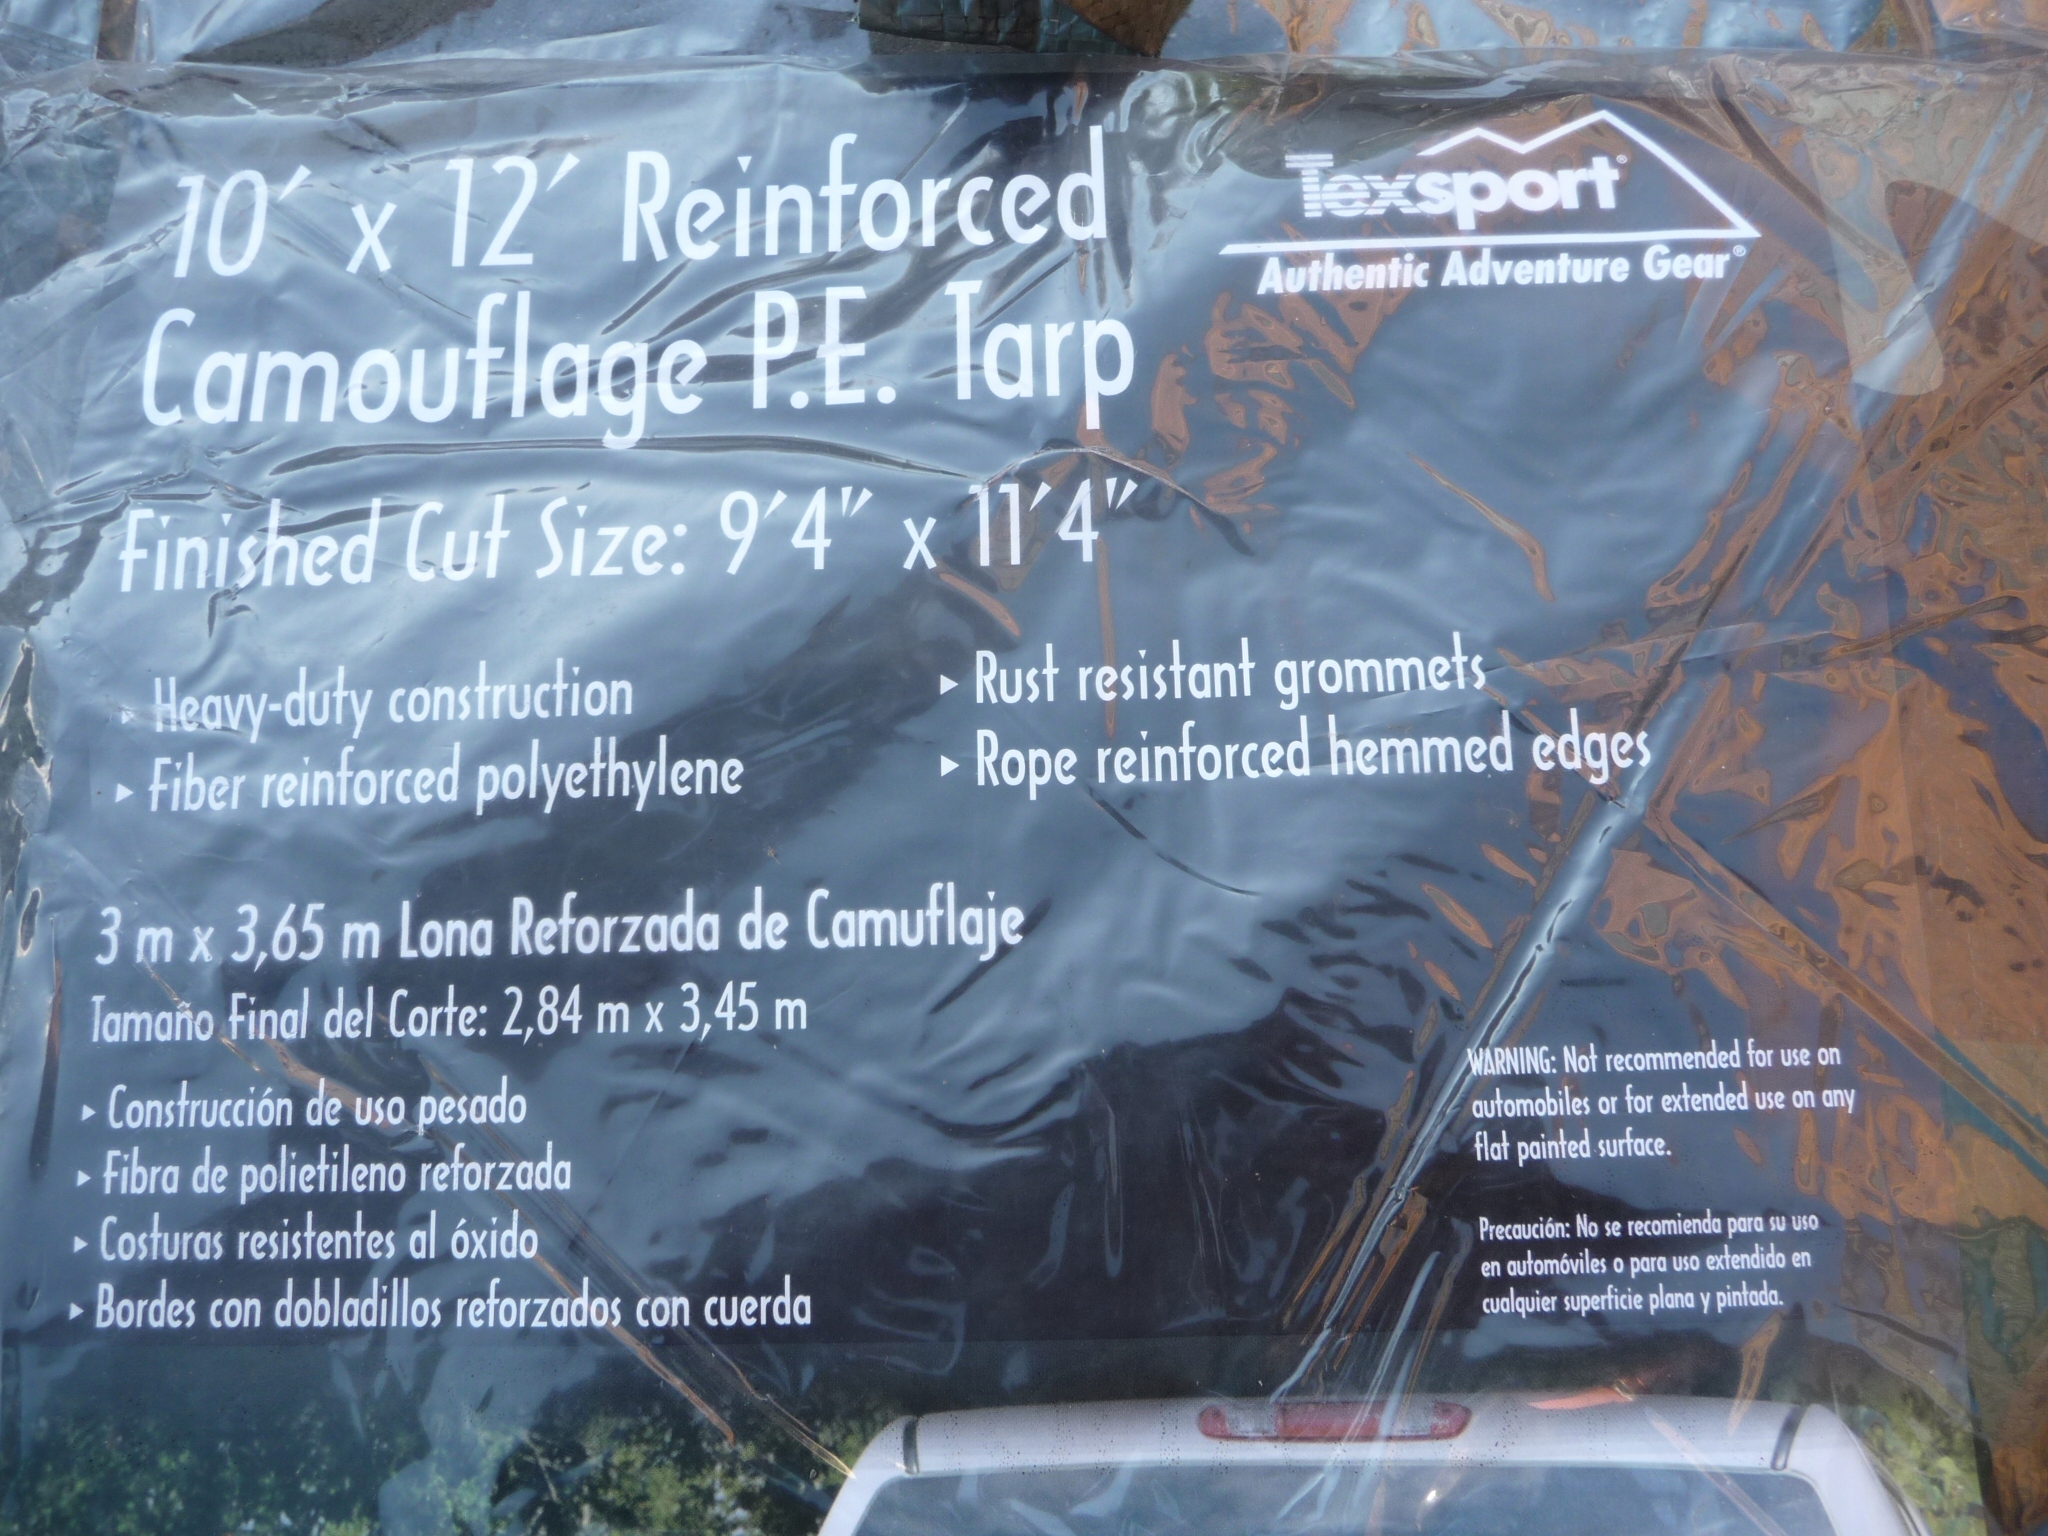 10' x 12' Reinforced
Camouflage P.E. Tarp
Texsport®
Authentic Adventure Gear®
Finished Cut Size: 9'4" x 11'4"
▸ Heavy-duty construction
▸ Fiber reinforced polyethylene
▸ Rust resistant grommets
▸ Rope reinforced hemmed edges
3 m x 3,65 m Lona Reforzada de Camuflaje
Tamaño Final del Corte: 2,84 m x 3,45 m
▸ Construcción de uso pesado
▸ Fibra de polietileno reforzada
▸ Costuras resistentes al óxido
▸ Bordes con dobladillos reforzados con cuerda
WARNING: Not recommended for use on
automobiles or for extended use on any
flat painted surface.
Precaución: No se recomienda para su uso
en automóviles o para uso extendido en
cualquier superficie plana y pintada.